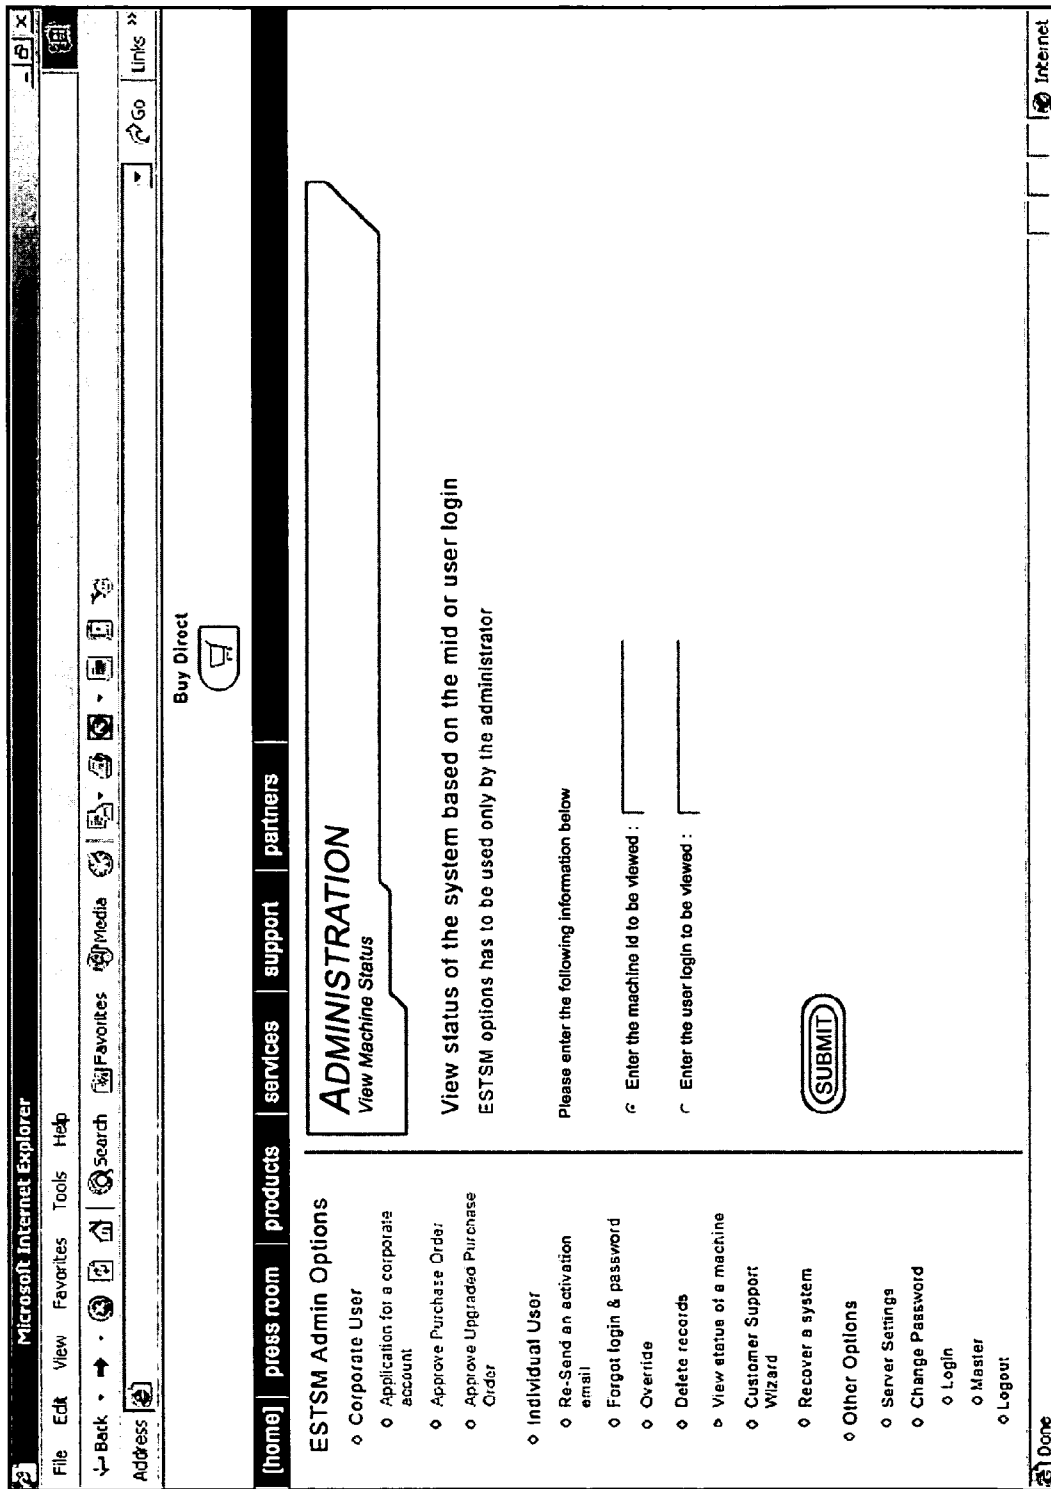 Microsoft Internet Explorer
File Edit View Favorites Tools Help
Back Search Favorites Media
Address Go Links »
Buy Direct
[home] press room products services support partners
ESTSM Admin Options
Corporate User
Application for a corporate
account
Approve Purchase Order
Approve Upgraded Purchase
Order
Individual User
Re-Send an activation
email
Forgot login & password
Override
Delete records
View status of a machine
Customer Support
Wizard
Recover a system
Other Options
Server Settings
Change Password
Login
Master
Logout
ADMINISTRATION
View Machine Status
View status of the system based on the mid or user login
ESTSM options has to be used only by the administrator
Please enter the following information below
Enter the machine id to be viewed :
Enter the user login to be viewed :
SUBMIT
Done Internet